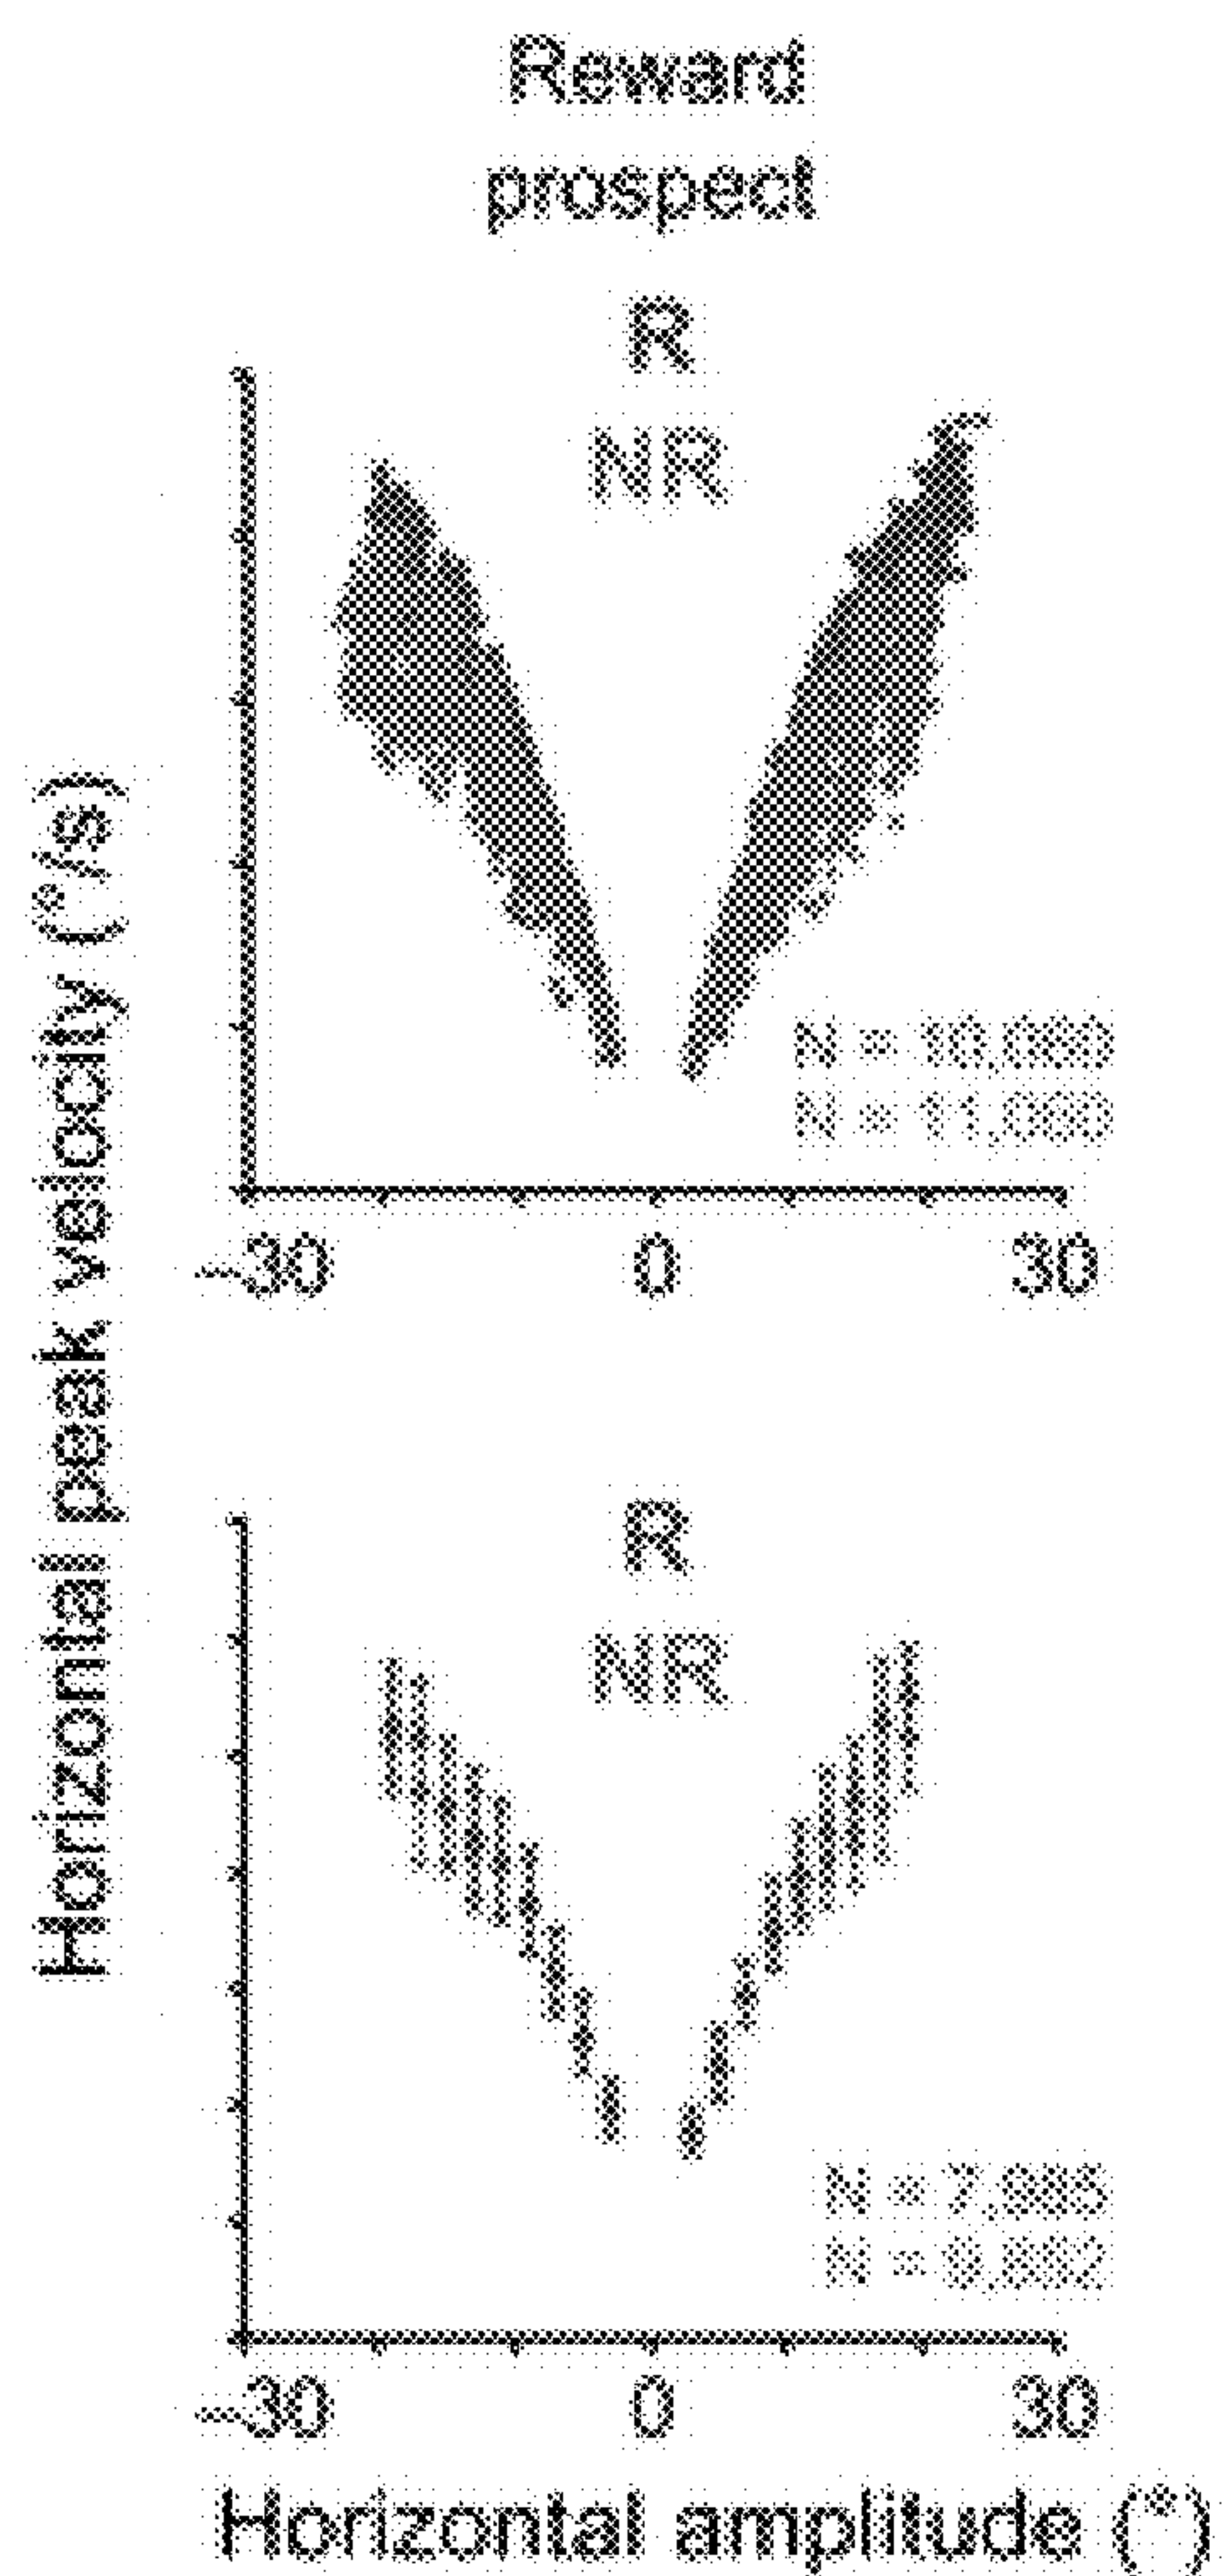 Reward
prospect
R
NR
Horizontal peak velocity (°/s)
N =
N =
-30 0 30
R
NR
N =
N =
-30 0 30
Horizontal amplitude (°)